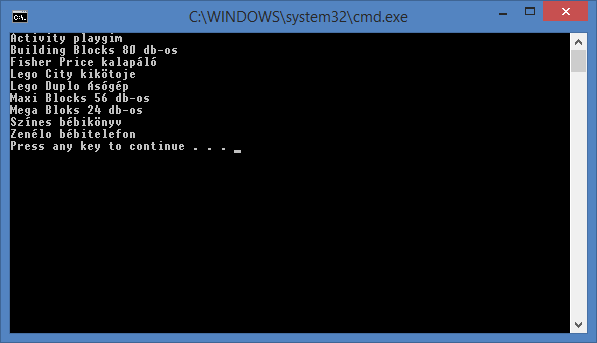 C:\WINDOWS\system32\cmd.exe
Activity playgim
Building Blocks 80 db-os
Fisher Price kalapáló
Lego City kikötoje
Lego Duplo Ásógép
Maxi Blocks 56 db-os
Mega Bloks 24 db-os
Színes bébikönyv
Zenélo bébitelefon
Press any key to continue . . .